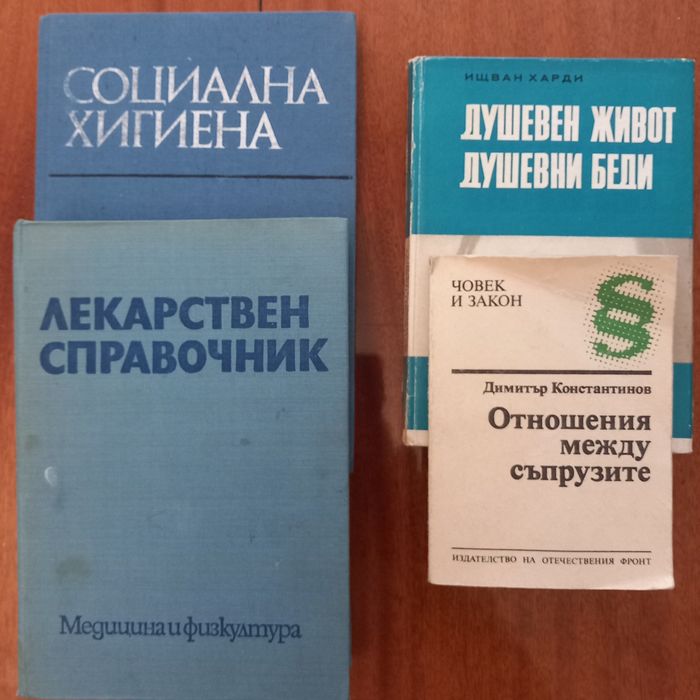 СОЦИАЛНА
ХИГИЕНА
ЛЕКАРСТВЕН
СПРАВОЧНИК
Медицина и физкултура
ИЩВАН ХАРДИ
ДУШЕВЕН ЖИВОТ
ДУШЕВНИ БЕДИ
ЧОВЕК
И ЗАКОН
§
Димитър Константинов
Отношения
между
съпрузите
ИЗДАТЕЛСТВО НА ОТЕЧЕСТВЕНИЯ ФРОНТ